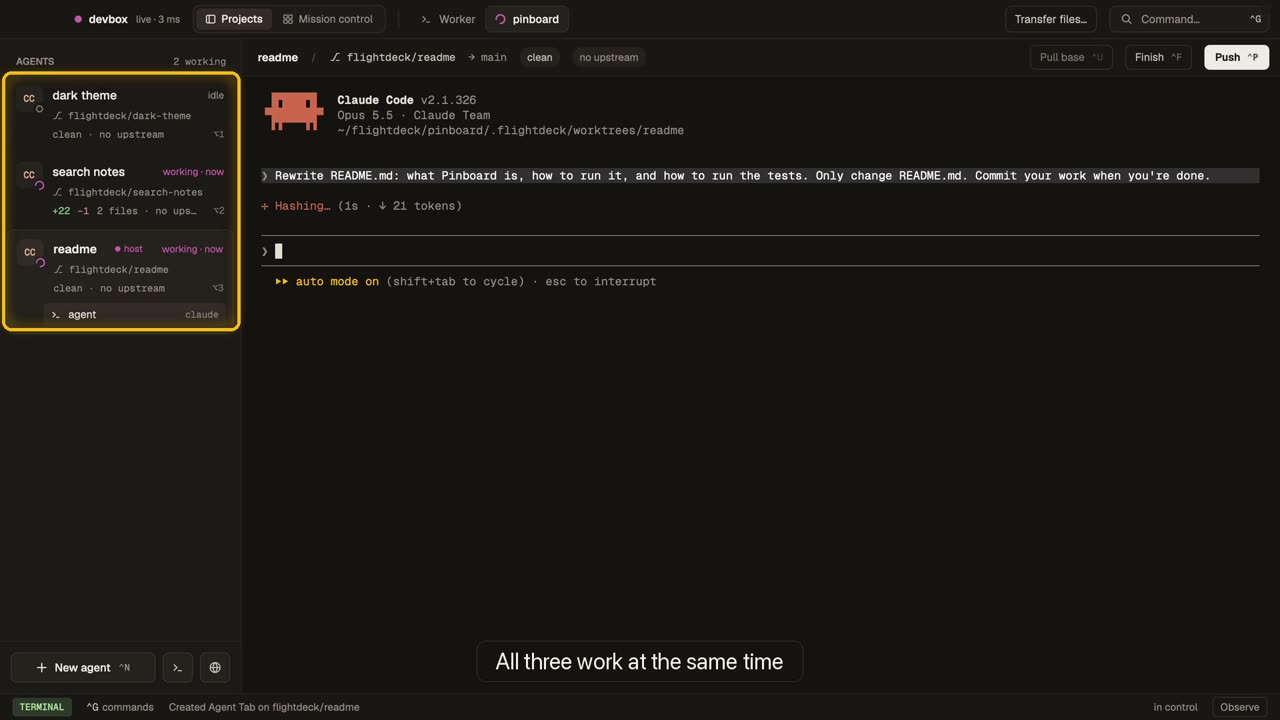 devbox live · 3 ms Projects Mission control Worker pinboard Transfer files… Command… ^G
AGENTS 2 working
readme / flightdeck/readme → main clean no upstream Pull base ^U Finish ^F Push ^P
CC dark theme idle
flightdeck/dark-theme
clean · no upstream ⌥1
CC search notes working · now
flightdeck/search-notes
+22 −1 2 files · no ups… ⌥2
CC readme host working · now
flightdeck/readme
clean · no upstream ⌥3
agent claude
Claude Code v2.1.326
Opus 5.5 · Claude Team
~/flightdeck/pinboard/.flightdeck/worktrees/readme
❯ Rewrite README.md: what Pinboard is, how to run it, and how to run the tests. Only change README.md. Commit your work when you're done.
Hashing… (1s · ↓ 21 tokens)
❯
auto mode on (shift+tab to cycle) · esc to interrupt
All three work at the same time
+ New agent ^N
TERMINAL ^G commands Created Agent Tab on flightdeck/readme in control Observe